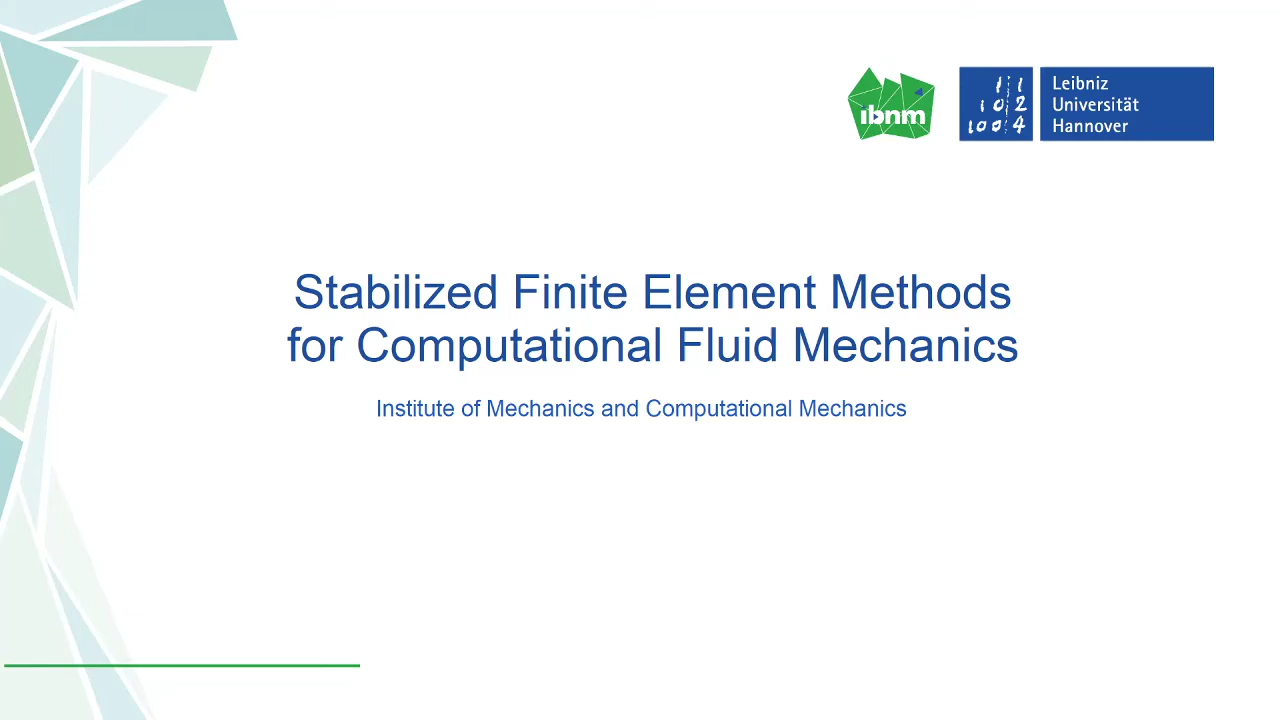 ibnm
Leibniz
Universität
Hannover
Stabilized Finite Element Methods
for Computational Fluid Mechanics
Institute of Mechanics and Computational Mechanics